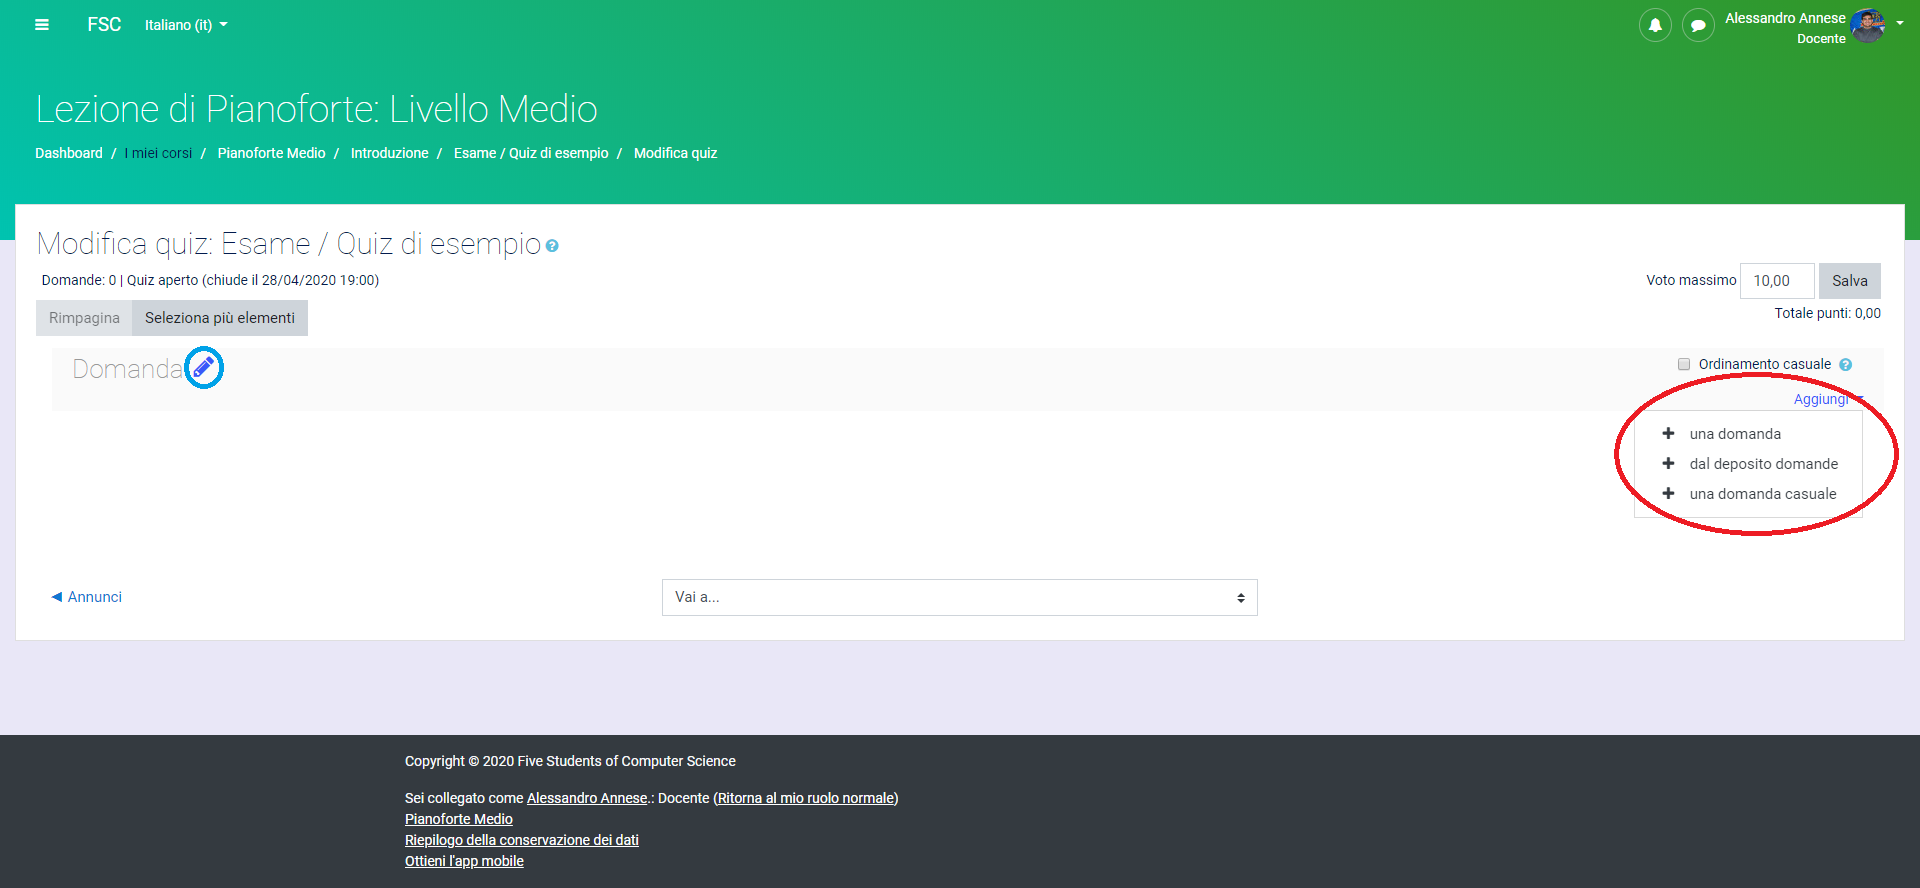 FSC Italiano (it)
Alessandro Annese
Docente
Lezione di Pianoforte: Livello Medio
Dashboard / I miei corsi / Pianoforte Medio / Introduzione / Esame / Quiz di esempio / Modifica quiz
Modifica quiz: Esame / Quiz di esempio
Domande: 0 | Quiz aperto (chiude il 28/04/2020 19:00)
Voto massimo 10,00 Salva
Totale punti: 0,00
Rimpagina Seleziona più elementi
Domanda
Ordinamento casuale
Aggiungi
una domanda
dal deposito domande
una domanda casuale
◄ Annunci
Vai a...
Copyright © 2020 Five Students of Computer Science
Sei collegato come Alessandro Annese.: Docente (Ritorna al mio ruolo normale)
Pianoforte Medio
Riepilogo della conservazione dei dati
Ottieni l'app mobile